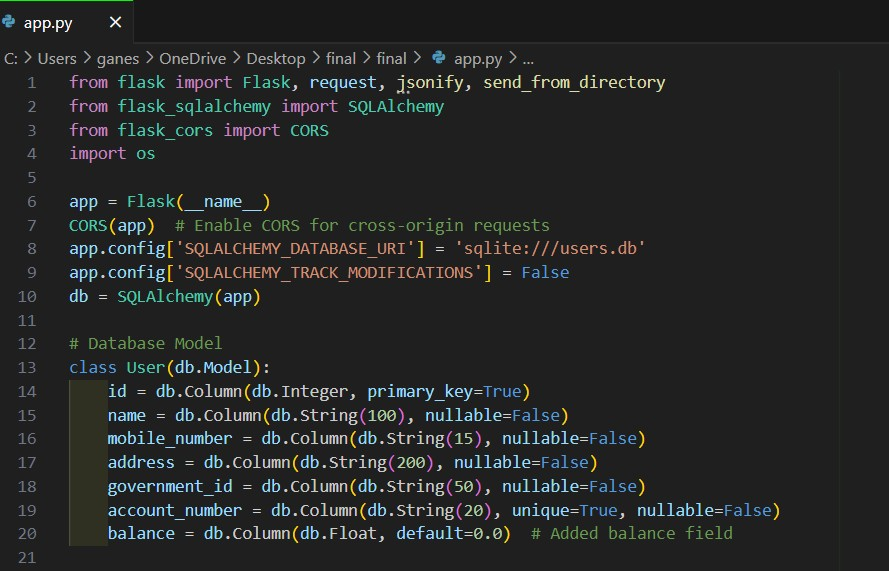 app.py
C: > Users > ganes > OneDrive > Desktop > final > final > app.py > ...
1 from flask import Flask, request, jsonify, send_from_directory
2 from flask_sqlalchemy import SQLAlchemy
3 from flask_cors import CORS
4 import os
5
6 app = Flask(__name__)
7 CORS(app)  # Enable CORS for cross-origin requests
8 app.config['SQLALCHEMY_DATABASE_URI'] = 'sqlite:///users.db'
9 app.config['SQLALCHEMY_TRACK_MODIFICATIONS'] = False
10 db = SQLAlchemy(app)
11
12 # Database Model
13 class User(db.Model):
14     id = db.Column(db.Integer, primary_key=True)
15     name = db.Column(db.String(100), nullable=False)
16     mobile_number = db.Column(db.String(15), nullable=False)
17     address = db.Column(db.String(200), nullable=False)
18     government_id = db.Column(db.String(50), nullable=False)
19     account_number = db.Column(db.String(20), unique=True, nullable=False)
20     balance = db.Column(db.Float, default=0.0)  # Added balance field
21